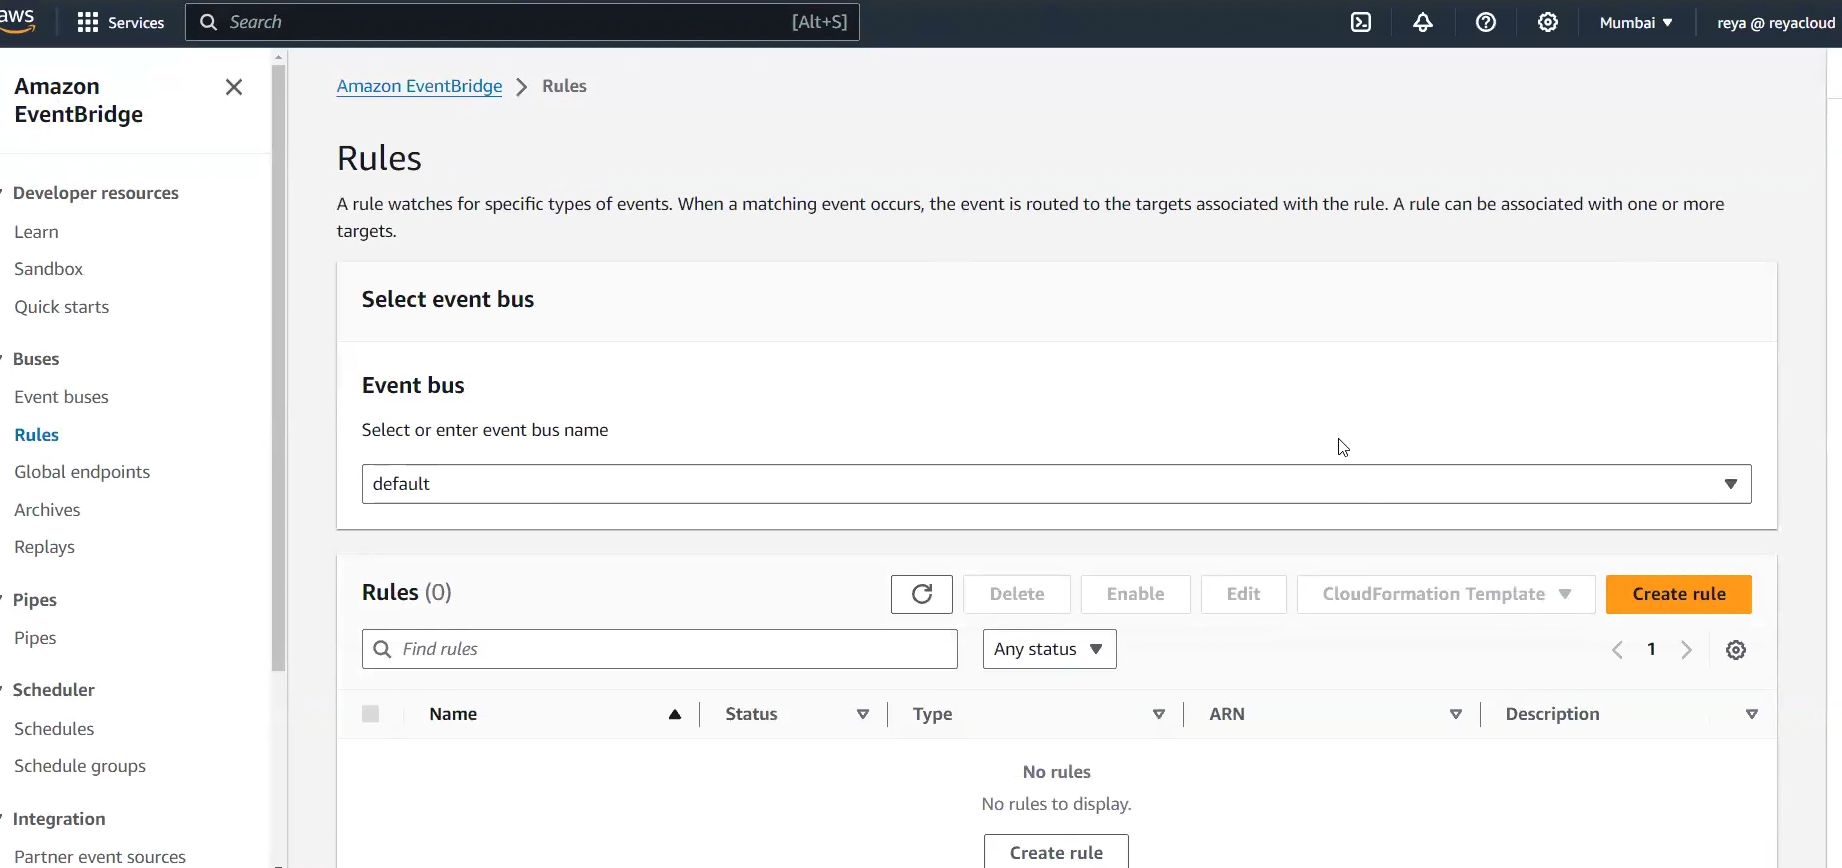 aws
Services
Search
[Alt+S]
Mumbai
reya @ reyacloud
Amazon
EventBridge
Developer resources
Learn
Sandbox
Quick starts
Buses
Event buses
Rules
Global endpoints
Archives
Replays
Pipes
Pipes
Scheduler
Schedules
Schedule groups
Integration
Partner event sources
Amazon EventBridge > Rules
Rules
A rule watches for specific types of events. When a matching event occurs, the event is routed to the targets associated with the rule. A rule can be associated with one or more
targets.
Select event bus
Event bus
Select or enter event bus name
default
Rules (0)
Delete
Enable
Edit
CloudFormation Template
Create rule
Find rules
Any status
1
Name
Status
Type
ARN
Description
No rules
No rules to display.
Create rule